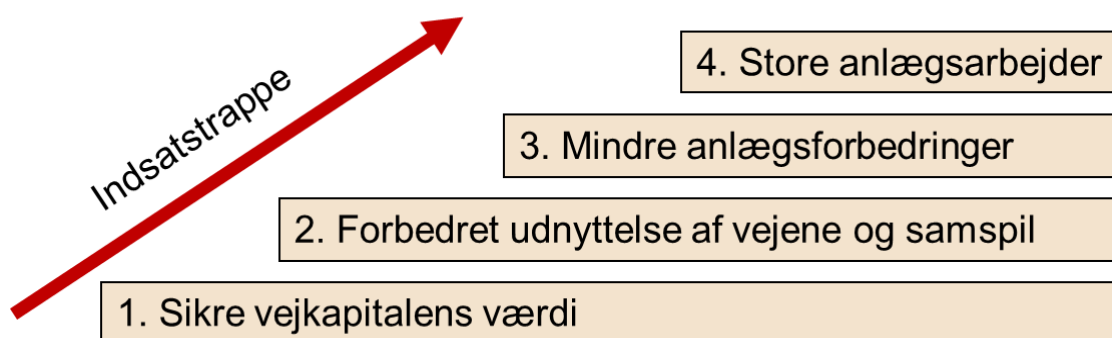 Indsatstrappe
4. Store anlægsarbejder
3. Mindre anlægsforbedringer
2. Forbedret udnyttelse af vejene og samspil
1. Sikre vejkapitalens værdi